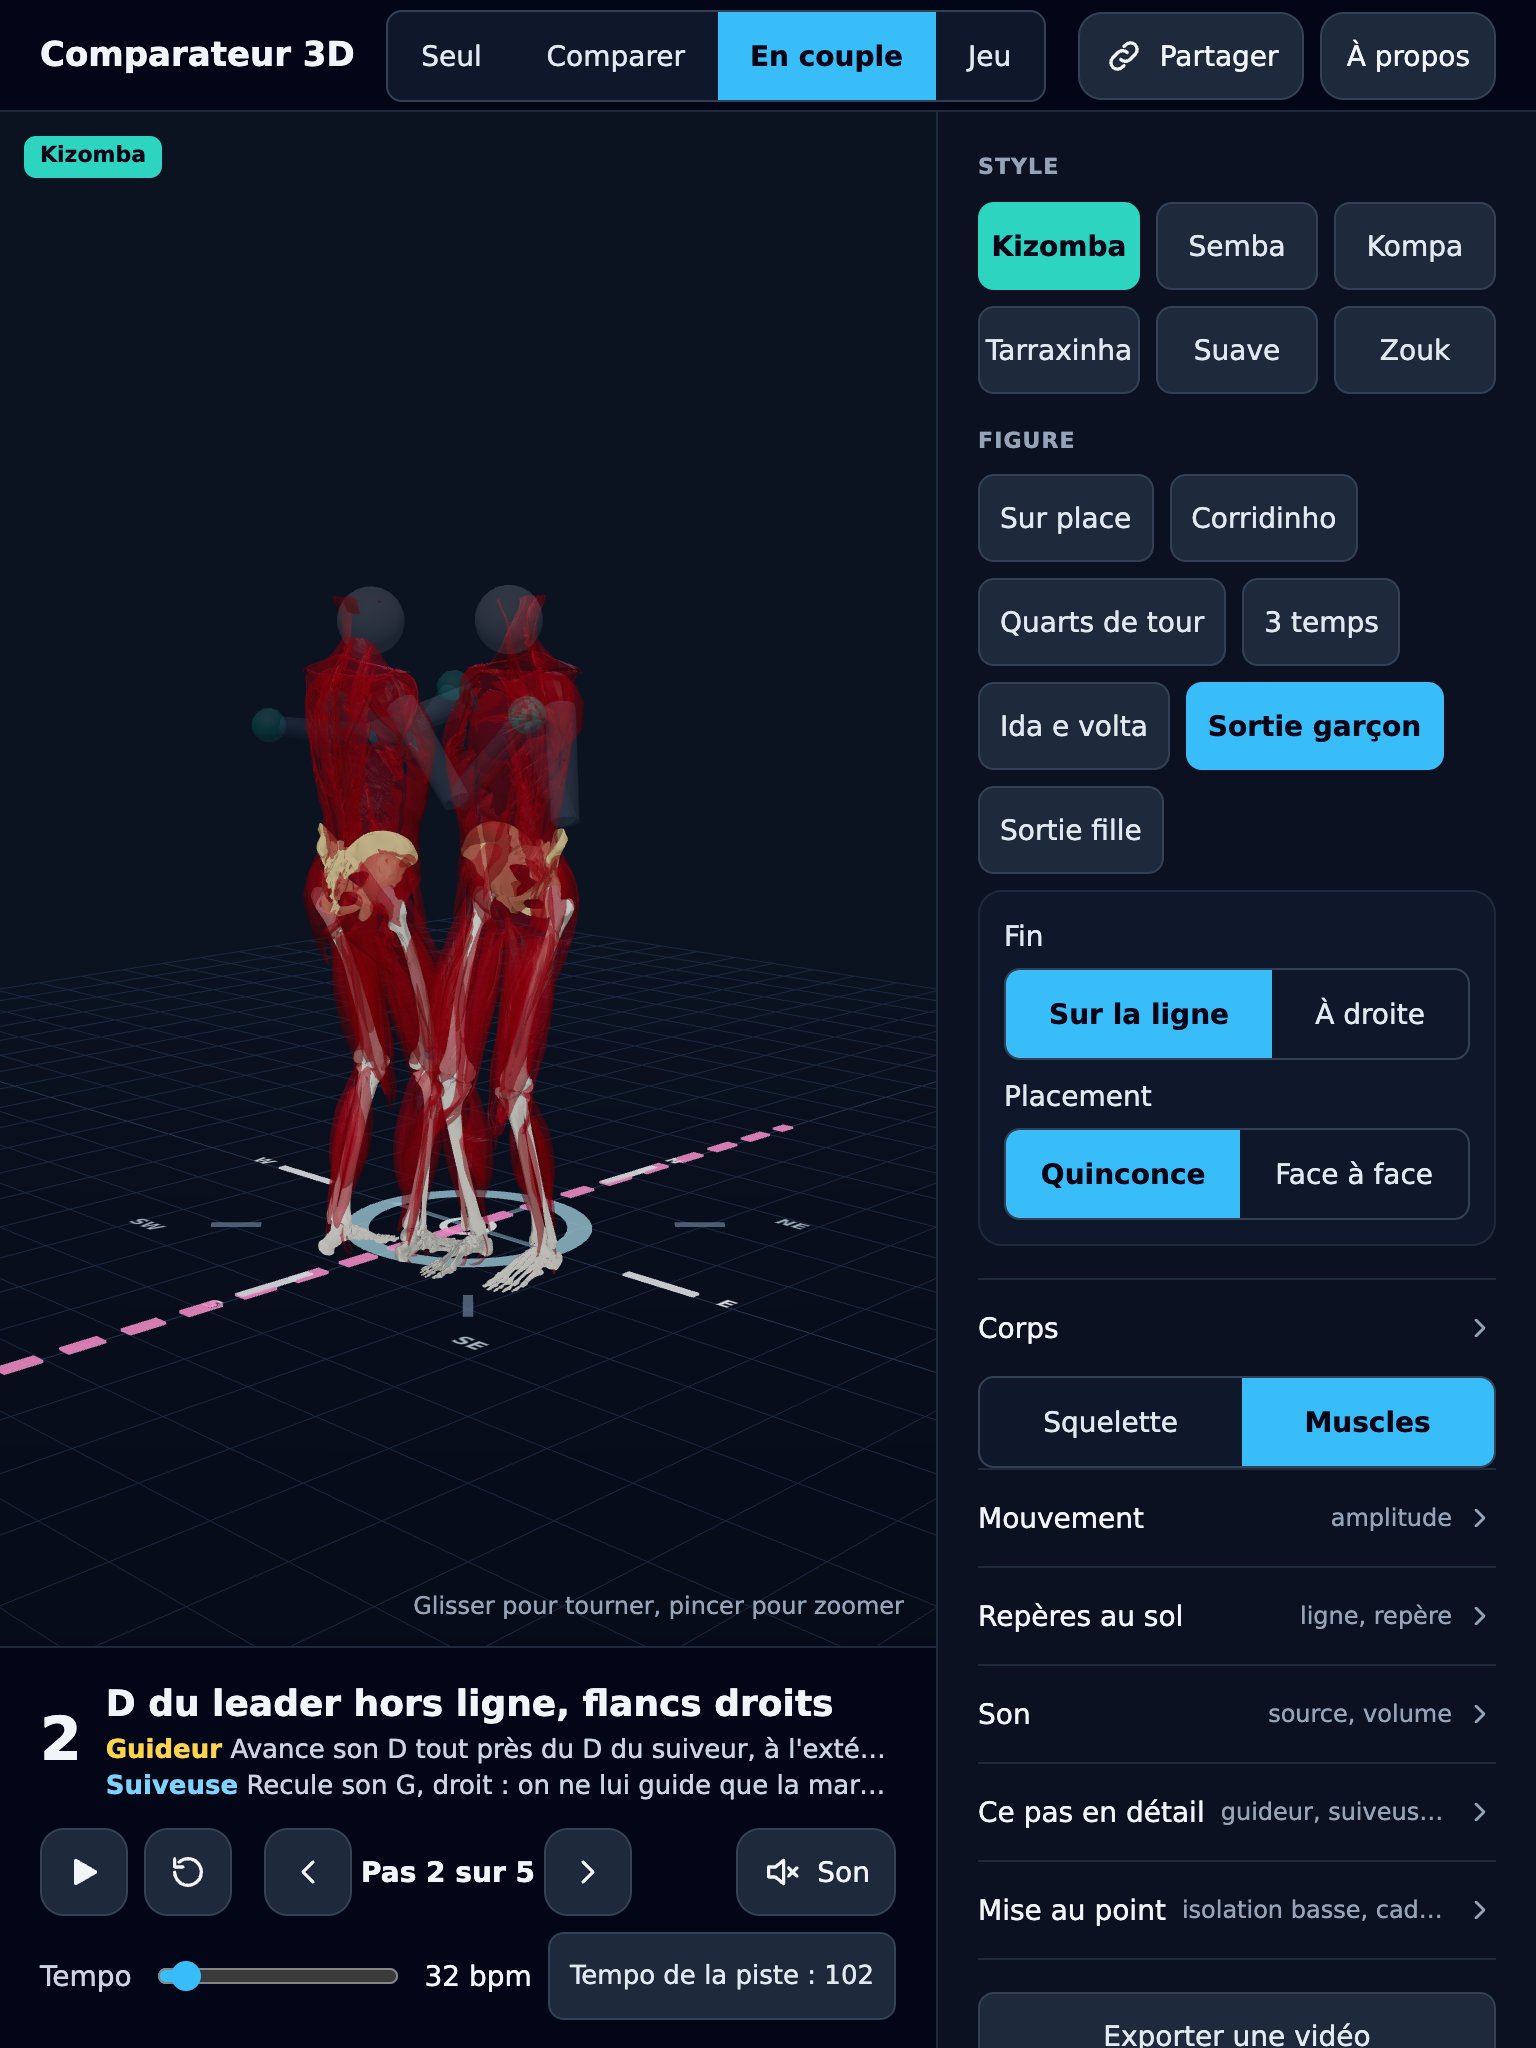 Comparateur 3D
Seul
Comparer
En couple
Jeu
Partager
À propos
Kizomba
W
SW
NE
E
SE
Glisser pour tourner, pincer pour zoomer
2
D du leader hors ligne, flancs droits
Guideur Avance son D tout près du D du suiveur, à l'exté…
Suiveuse Recule son G, droit : on ne lui guide que la mar…
Pas 2 sur 5
Son
Tempo
32 bpm
Tempo de la piste : 102
STYLE
Kizomba
Semba
Kompa
Tarraxinha
Suave
Zouk
FIGURE
Sur place
Corridinho
Quarts de tour
3 temps
Ida e volta
Sortie garçon
Sortie fille
Fin
Sur la ligne
À droite
Placement
Quinconce
Face à face
Corps
Squelette
Muscles
Mouvement
amplitude
Repères au sol
ligne, repère
Son
source, volume
Ce pas en détail
guideur, suiveus…
Mise au point
isolation basse, cad…
Exporter une vidéo